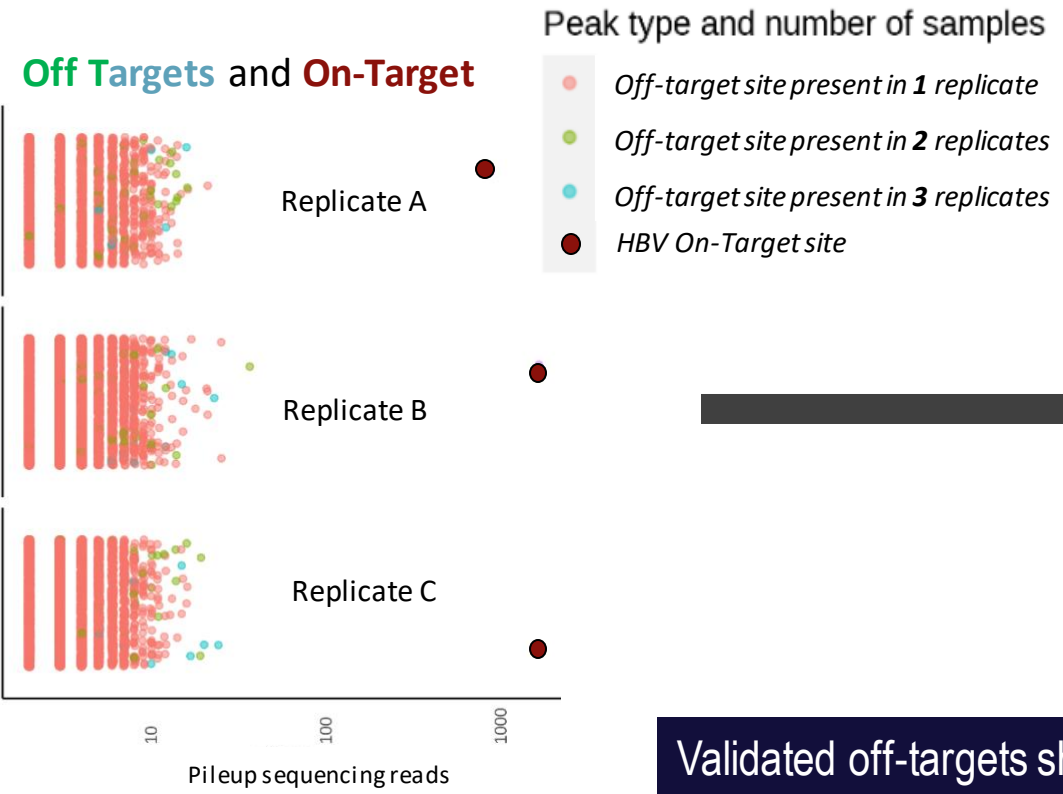 Peak type and number of samples
Off Targets and On-Target
Off-target site present in 1 replicate
Off-target site present in 2 replicates
Off-target site present in 3 replicates
HBV On-Target site
Replicate A
Replicate B
Replicate C
10
100
1000
Pileup sequencing reads
Validated off-targets